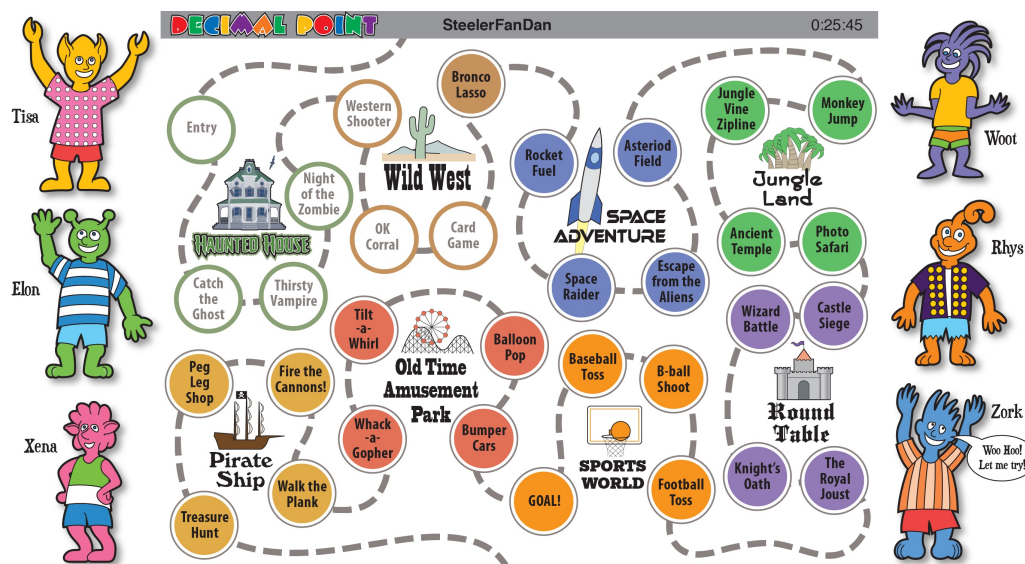 DECIMAL POINT
SteelerFanDan
0:25:45
Tisa
Elon
Xena
Woot
Rhys
Zork
Woo Hoo!
Let me try!
Entry
Night
of the
Zombie
HAUNTED HOUSE
Catch
the
Ghost
Thirsty
Vampire
Western
Shooter
Bronco
Lasso
Wild West
OK
Corral
Card
Game
Rocket
Fuel
Asteriod
Field
SPACE
ADVENTURE
Space
Raider
Escape
from the
Aliens
Jungle
Vine
Zipline
Monkey
Jump
Jungle
Land
Ancient
Temple
Photo
Safari
Wizard
Battle
Castle
Siege
Round
Table
Knight's
Oath
The
Royal
Joust
Tilt
-a-
Whirl
Balloon
Pop
Old Time
Amusement
Park
Whack
-a-
Gopher
Bumper
Cars
Baseball
Toss
B-ball
Shoot
SPORTS
WORLD
GOAL!
Football
Toss
Peg
Leg
Shop
Fire the
Cannons!
Pirate
Ship
Walk the
Plank
Treasure
Hunt